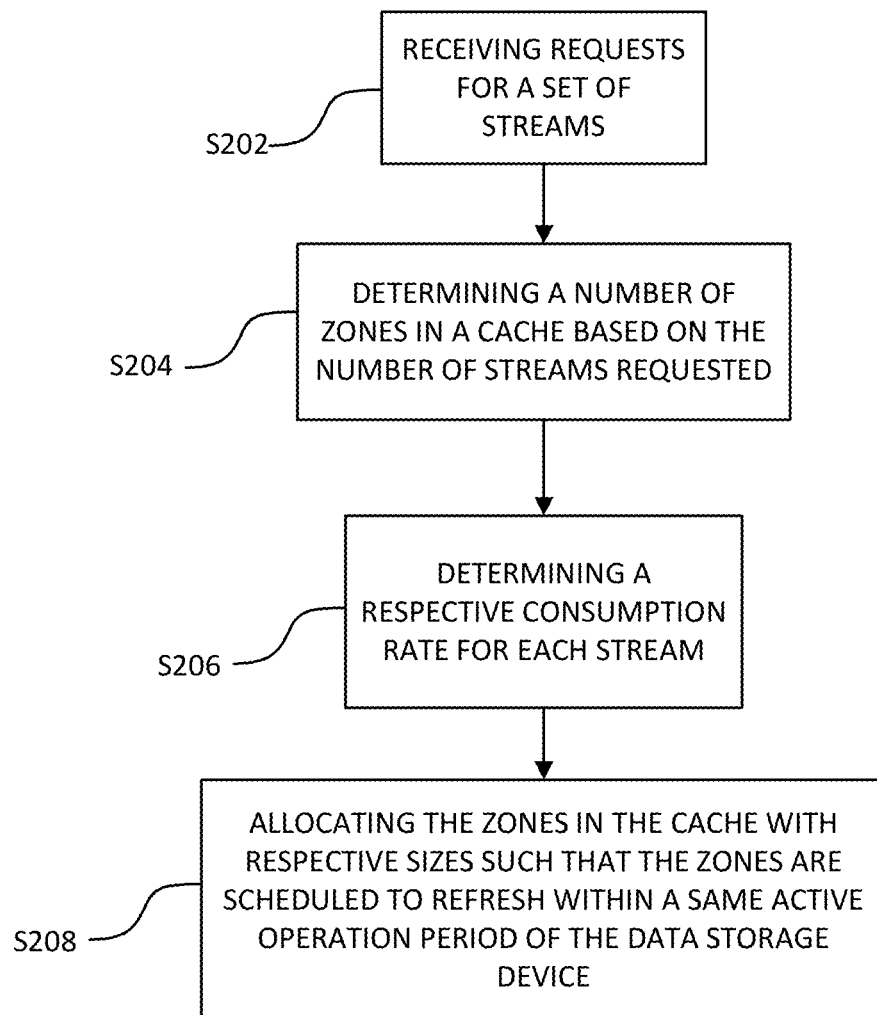 RECEIVING REQUESTS
FOR A SET OF
STREAMS
S202
DETERMINING A NUMBER OF
ZONES IN A CACHE BASED ON THE
NUMBER OF STREAMS REQUESTED
S204
DETERMINING A
RESPECTIVE CONSUMPTION
RATE FOR EACH STREAM
S206
ALLOCATING THE ZONES IN THE CACHE WITH
RESPECTIVE SIZES SUCH THAT THE ZONES ARE
SCHEDULED TO REFRESH WITHIN A SAME ACTIVE
OPERATION PERIOD OF THE DATA STORAGE
DEVICE
S208